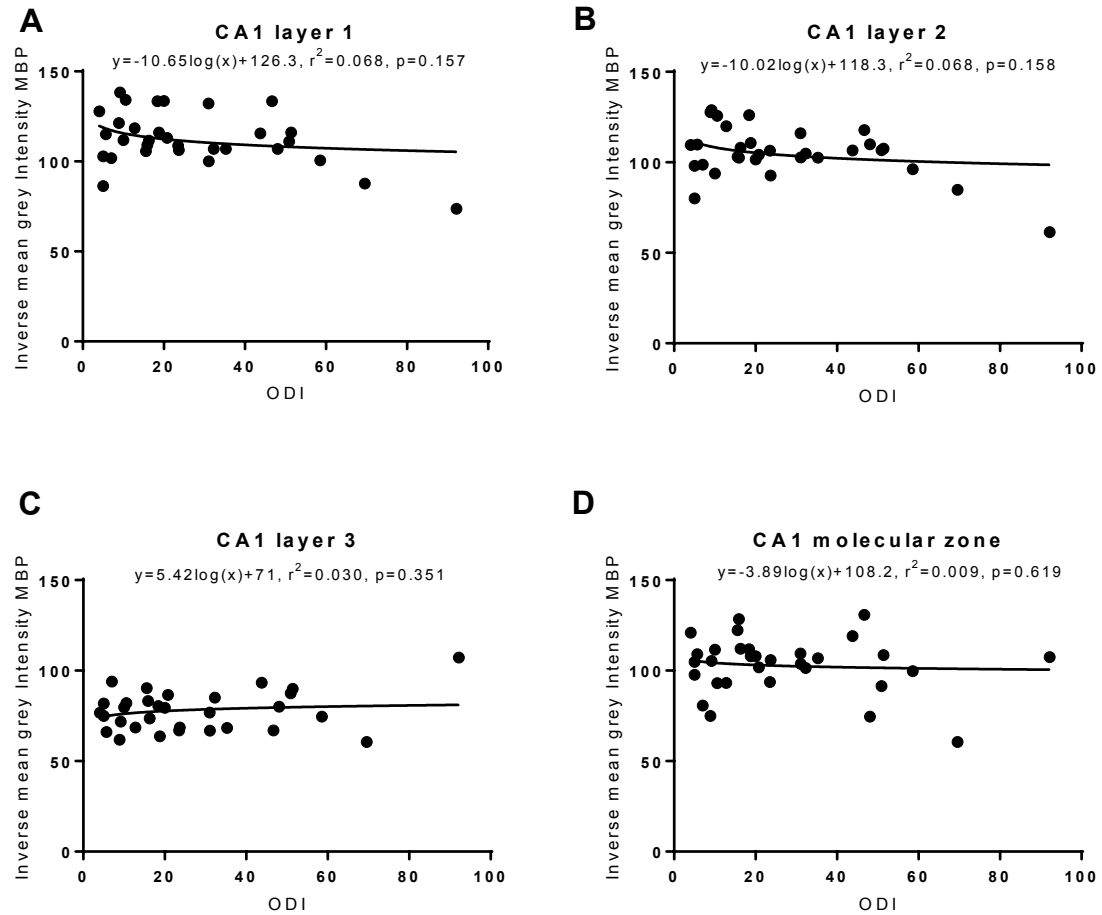 A
CA1 layer 1
y=-10.65log(x)+126.3, r²=0.068, p=0.157
Inverse mean grey Intensity MBP
150
100
50
0
0 20 40 60 80 100
ODI
B
CA1 layer 2
y=-10.02log(x)+118.3, r²=0.068, p=0.158
Inverse mean grey Intensity MBP
150
100
50
0
0 20 40 60 80 100
ODI
C
CA1 layer 3
y=5.42log(x)+71, r²=0.030, p=0.351
Inverse mean grey Intensity MBP
150
100
50
0
0 20 40 60 80 100
ODI
D
CA1 molecular zone
y=-3.89log(x)+108.2, r²=0.009, p=0.619
Inverse mean grey Intensity MBP
150
100
50
0
0 20 40 60 80 100
ODI